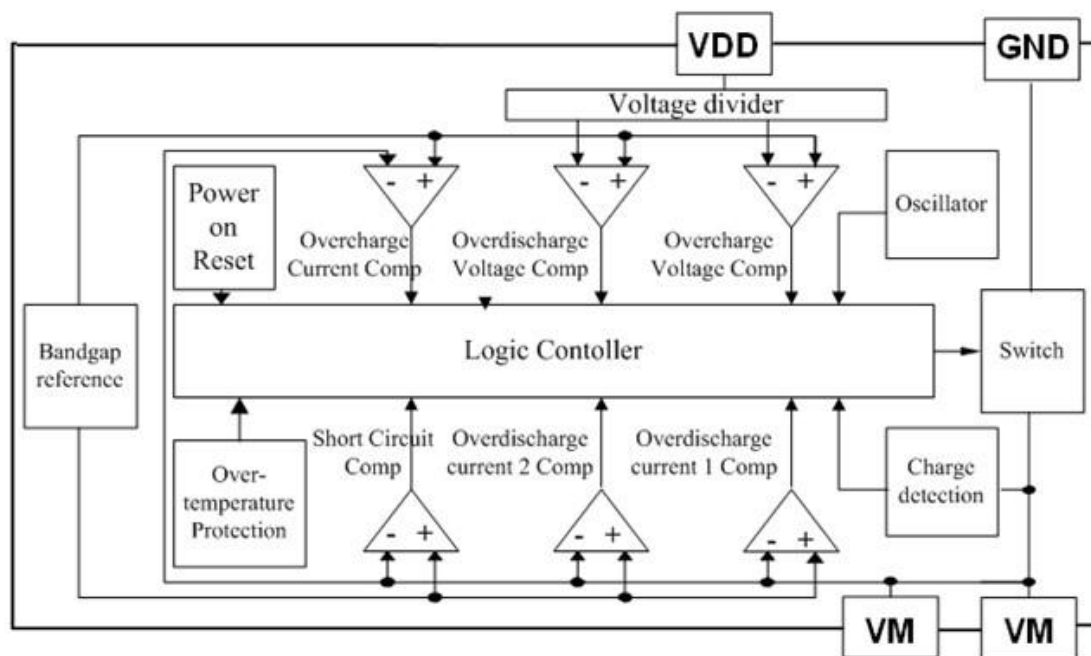 VDD
GND
Voltage divider
- +
- +
- +
Power
on
Reset
Oscillator
Overcharge
Current Comp
Overdischarge
Voltage Comp
Overcharge
Voltage Comp
Bandgap
reference
Logic Contoller
Switch
Over-
temperature
Protection
Short Circuit
Comp
Overdischarge
current 2 Comp
Overdischarge
current 1 Comp
Charge
detection
- +
- +
- +
VM
VM